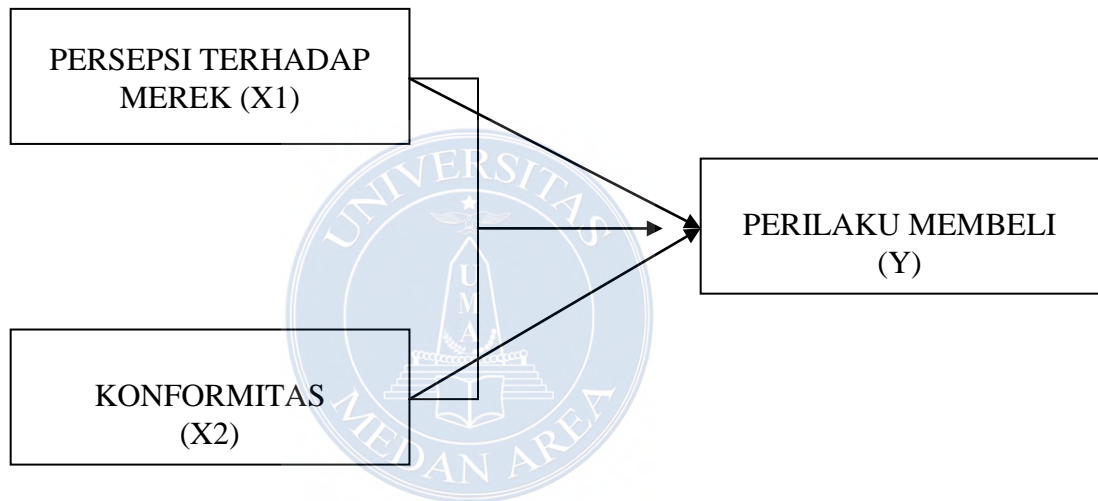 PERSEPSI TERHADAP
MEREK (X1)
UNIVERSITAS
PERILAKU MEMBELI
(Y)
U
M
A
KONFORMITAS
(X2)
MEDAN AREA